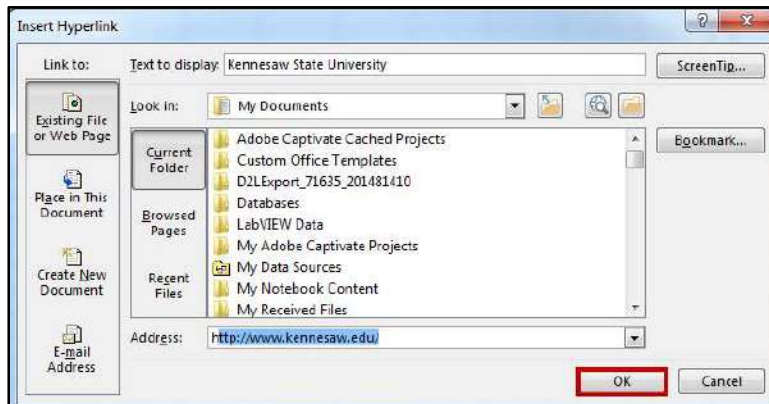 Insert Hyperlink
Link to:
Text to display: Kennesaw State University
ScreenTip...
Existing File
or Web Page
Look in:
My Documents
Bookmark...
Current
Folder
Adobe Captivate Cached Projects
Custom Office Templates
D2LExport_71635_201481410
Databases
LabVIEW Data
My Adobe Captivate Projects
My Data Sources
My Notebook Content
My Received Files
Place in This
Document
Browsed
Pages
Create New
Document
Recent
Files
E-mail
Address
Address:
http://www.kennesaw.edu/
OK
Cancel